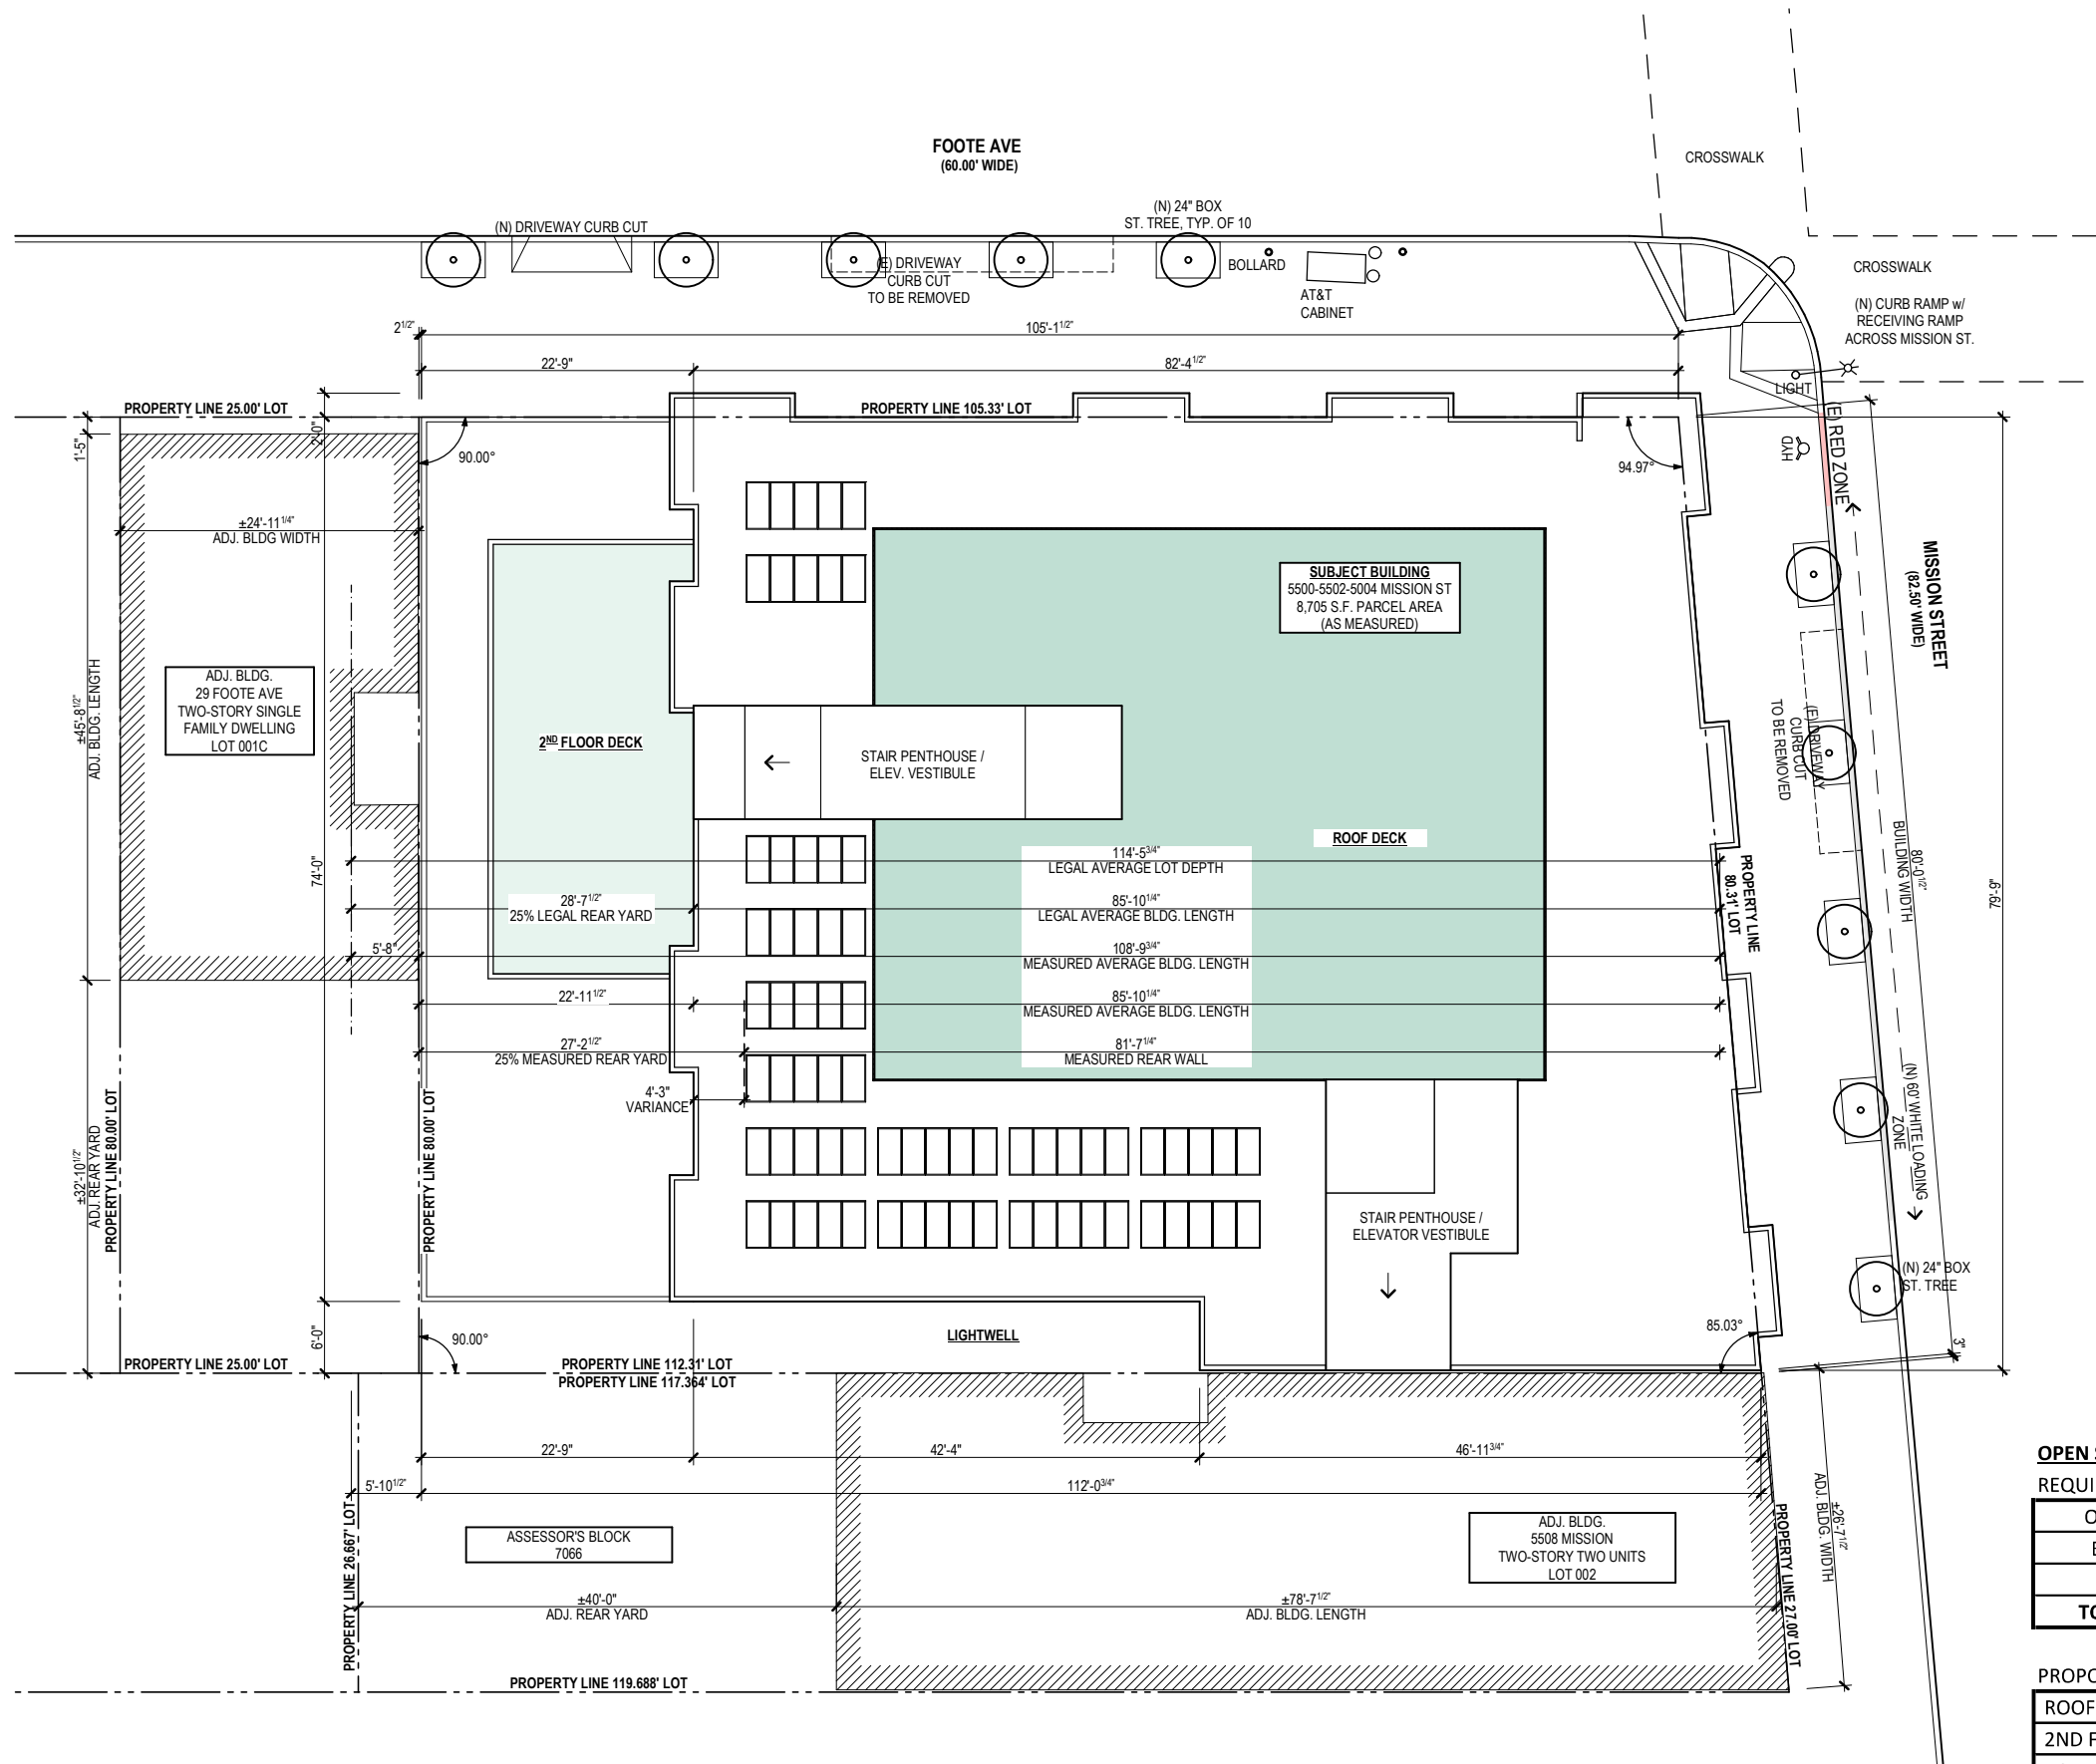 FOOTE AVE
(60.00' WIDE)
CROSSWALK
(N) DRIVEWAY CURB CUT
(N) 24" BOX
ST. TREE, TYP. OF 10
(E) DRIVEWAY
CURB CUT
TO BE REMOVED
BOLLARD
AT&T
CABINET
CROSSWALK
(N) CURB RAMP w/
RECEIVING RAMP
ACROSS MISSION ST.
LIGHT
2 1/2"
105'-1 1/2"
22'-9"
82'-4 1/2"
PROPERTY LINE 25.00' LOT
PROPERTY LINE 105.33' LOT
1'-5"
2'-0"
90.00°
94.97°
HYD
(E) RED ZONE
±24'-11 1/4"
ADJ. BLDG WIDTH
SUBJECT BUILDING
5500-5502-5004 MISSION ST
8,705 S.F. PARCEL AREA
(AS MEASURED)
MISSION STREET
(82.50' WIDE)
±45'-8 1/2"
ADJ. BLDG. LENGTH
ADJ. BLDG.
29 FOOTE AVE
TWO-STORY SINGLE
FAMILY DWELLING
LOT 001C
2ND FLOOR DECK
STAIR PENTHOUSE /
ELEV. VESTIBULE
(E) DRIVEWAY
CURB CUT
TO BE REMOVED
ROOF DECK
74'-0"
114'-5 3/4"
LEGAL AVERAGE LOT DEPTH
28'-7 1/2"
25% LEGAL REAR YARD
85'-10 1/4"
LEGAL AVERAGE BLDG. LENGTH
5'-8"
108'-9 3/4"
MEASURED AVERAGE BLDG. LENGTH
22'-11 1/2"
85'-10 1/4"
MEASURED AVERAGE BLDG. LENGTH
27'-2 1/2"
25% MEASURED REAR YARD
81'-7 1/4"
MEASURED REAR WALL
4'-3"
VARIANCE
PROPERTY LINE
80.31' LOT
80'-0 1/2"
BUILDING WIDTH
79'-9"
±32'-10 1/2"
ADJ. REAR YARD
PROPERTY LINE 80.00' LOT
PROPERTY LINE 80.00' LOT
(N) 60' WHITE LOADING
ZONE
STAIR PENTHOUSE /
ELEVATOR VESTIBULE
(N) 24" BOX
ST. TREE
6'-0"
90.00°
LIGHTWELL
85.03°
3"
PROPERTY LINE 25.00' LOT
PROPERTY LINE 112.31' LOT
PROPERTY LINE 117.364' LOT
22'-9"
42'-4"
46'-11 3/4"
5'-10 1/2"
112'-0 3/4"
PROPERTY LINE 26.667' LOT
ASSESSOR'S BLOCK
7066
ADJ. BLDG.
5508 MISSION
TWO-STORY TWO UNITS
LOT 002
PROPERTY LINE 27.00' LOT
±26'-7 1/2"
ADJ. BLDG. WIDTH
±40'-0"
ADJ. REAR YARD
±78'-7 1/2"
ADJ. BLDG. LENGTH
PROPERTY LINE 119.688' LOT
OPEN
REQUI
TO
PROPO
ROOF
2ND F